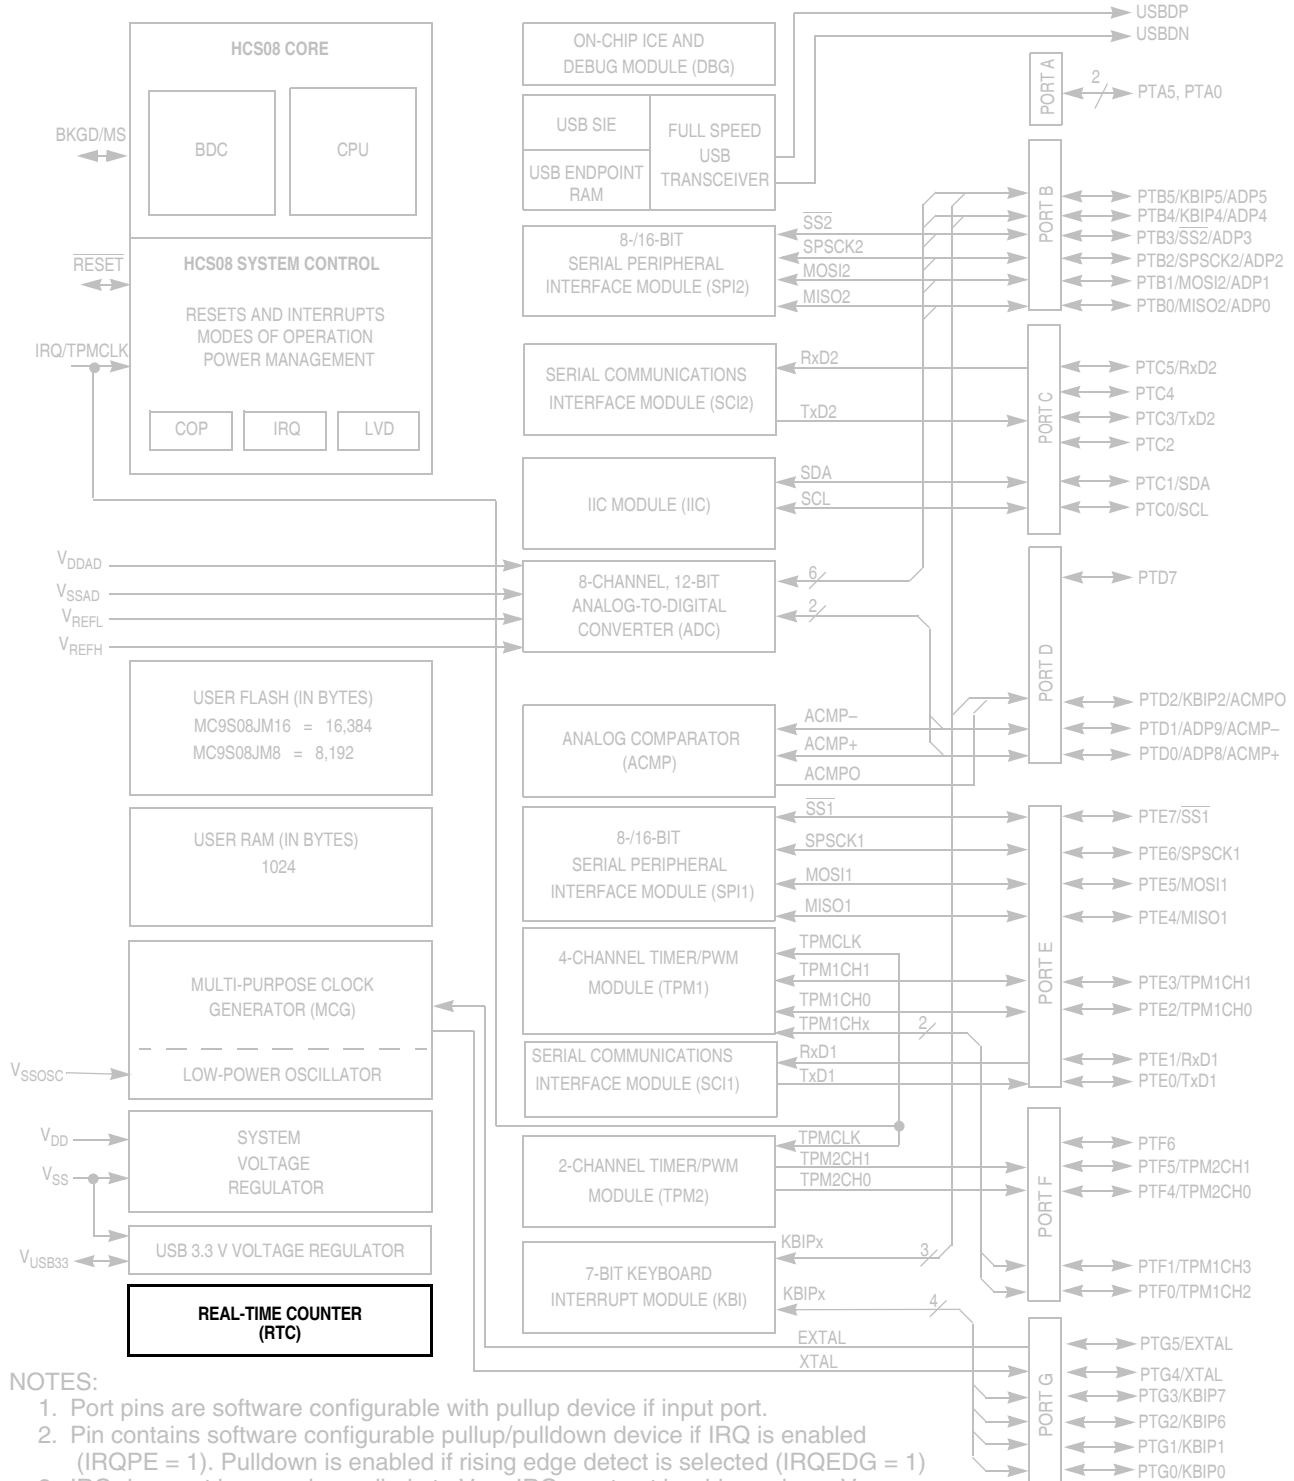 HCS08 CORE
BDC
CPU
BKGD/MS
RESET
HCS08 SYSTEM CONTROL
RESETS AND INTERRUPTS
MODES OF OPERATION
POWER MANAGEMENT
IRQ/TPMCLK
COP
IRQ
LVD
VDDAD
VSSAD
VREFL
VREFH
USER FLASH (IN BYTES)
MC9S08JM16 = 16,384
MC9S08JM8 = 8,192
USER RAM (IN BYTES)
1024
MULTI-PURPOSE CLOCK
GENERATOR (MCG)
LOW-POWER OSCILLATOR
VSSOSC
VDD
VSS
SYSTEM
VOLTAGE
REGULATOR
USB 3.3 V VOLTAGE REGULATOR
VUSB33
REAL-TIME COUNTER
(RTC)
ON-CHIP ICE AND
DEBUG MODULE (DBG)
USB SIE
USB ENDPOINT
RAM
FULL SPEED
USB
TRANSCEIVER
8-/16-BIT
SERIAL PERIPHERAL
INTERFACE MODULE (SPI2)
SS2
SPSCK2
MOSI2
MISO2
SERIAL COMMUNICATIONS
INTERFACE MODULE (SCI2)
RxD2
TxD2
IIC MODULE (IIC)
SDA
SCL
8-CHANNEL, 12-BIT
ANALOG-TO-DIGITAL
CONVERTER (ADC)
6
2
ANALOG COMPARATOR
(ACMP)
ACMP–
ACMP+
ACMPO
8-/16-BIT
SERIAL PERIPHERAL
INTERFACE MODULE (SPI1)
SS1
SPSCK1
MOSI1
MISO1
4-CHANNEL TIMER/PWM
MODULE (TPM1)
TPMCLK
TPM1CH1
TPM1CH0
TPM1CHx
2
SERIAL COMMUNICATIONS
INTERFACE MODULE (SCI1)
RxD1
TxD1
2-CHANNEL TIMER/PWM
MODULE (TPM2)
TPMCLK
TPM2CH1
TPM2CH0
7-BIT KEYBOARD
INTERRUPT MODULE (KBI)
KBIPx
3
KBIPx
4
EXTAL
XTAL
USBDP
USBDN
PORT A
2
PTA5, PTA0
PORT B
PTB5/KBIP5/ADP5
PTB4/KBIP4/ADP4
PTB3/SS2/ADP3
PTB2/SPSCK2/ADP2
PTB1/MOSI2/ADP1
PTB0/MISO2/ADP0
PORT C
PTC5/RxD2
PTC4
PTC3/TxD2
PTC2
PTC1/SDA
PTC0/SCL
PORT D
PTD7
PTD2/KBIP2/ACMPO
PTD1/ADP9/ACMP–
PTD0/ADP8/ACMP+
PORT E
PTE7/SS1
PTE6/SPSCK1
PTE5/MOSI1
PTE4/MISO1
PTE3/TPM1CH1
PTE2/TPM1CH0
PTE1/RxD1
PTE0/TxD1
PORT F
PTF6
PTF5/TPM2CH1
PTF4/TPM2CH0
PTF1/TPM1CH3
PTF0/TPM1CH2
PORT G
PTG5/EXTAL
PTG4/XTAL
PTG3/KBIP7
PTG2/KBIP6
PTG1/KBIP1
PTG0/KBIP0
NOTES:
1. Port pins are software configurable with pullup device if input port.
2. Pin contains software configurable pullup/pulldown device if IRQ is enabled
(IRQPE = 1). Pulldown is enabled if rising edge detect is selected (IRQEDG = 1)